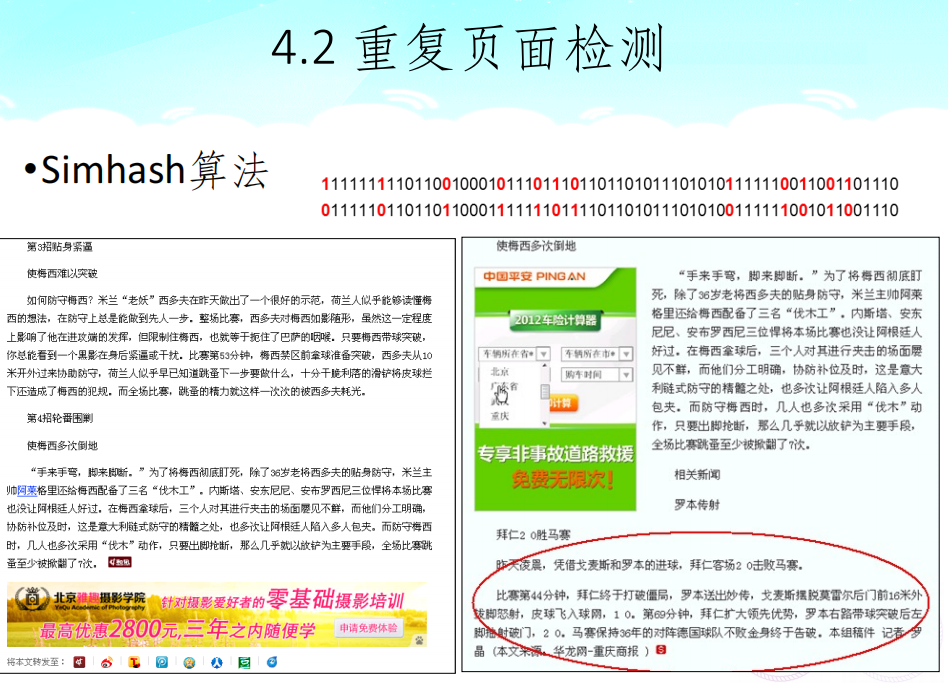 4.2 重复页面检测
•Simhash算法
1111111111011001000101110111011011010111010101111111001100110111​0
0111110110110110001111111011110110101110101000111111001011001110
第3招贴身紧逼
使梅西难以突破
如何防守梅西？米兰“老妖”西多夫在昨天做出了一个很好的示范，荷兰人似乎能够读懂梅
西的想法，在防守上总是能做到先人一步。整场比赛，西多夫对梅西如影随形，虽然这一定程度
上影响了他在进攻端的发挥，但限制住梅西，也就等于扼住了巴萨的咽喉。只要梅西带球突破，
你总能看到一个黑影在身后紧逼或干扰。比赛第53分钟，梅西禁区前拿球准备突破，西多夫从10
米开外过来协助防守，荷兰人似乎早已知道跳蚤下一步要做什么，十分干脆利落的滑铲将皮球拦
下还造成了梅西的犯规。而全场比赛，跳蚤的精力就这样一次次的被西多夫耗光。
第4招轮番围剿
使梅西多次倒地
“手来手弯，脚来脚断。”为了将梅西彻底盯死，除了36岁老将西多夫的贴身防守，米兰主
帅阿莱格里还给梅西配备了三名“伐木工”。内斯塔、安东尼尼、安布罗西尼三位悍将本场比赛
也没让阿根廷人好过。在梅西拿球后，三个人对其进行夹击的场面屡见不鲜，而他们分工明确，
协防补位及时，这是意大利链式防守的精髓之处，也多次让阿根廷人陷入多人包夹。而防守梅西
时，几人也多次采用“伐木”动作，只要出脚抢断，那么几乎就以放铲为主要手段，全场比赛跳
蚤至少被掀翻了7次。
北京雅趣摄影学院
YaQu Academic of Photography
针对摄影爱好者的零基础摄影培训
最高优惠2800元,三年之内随便学
申请免费体验
将本文转发至：
使梅西多次倒地
中国平安 PING AN
2012车险计算器
车辆所在省*
车辆所在市*
北京
购车时间
重庆
专享非事故道路救援
免费无限次！
“手来手弯，脚来脚断。”为了将梅西彻底盯
死，除了36岁老将西多夫的贴身防守，米兰主帅阿莱
格里还给梅西配备了三名“伐木工”。内斯塔、安东
尼尼、安布罗西尼三位悍将本场比赛也没让阿根廷人
好过。在梅西拿球后，三个人对其进行夹击的场面屡
见不鲜，而他们分工明确，协防补位及时，这是意大
利链式防守的精髓之处，也多次让阿根廷人陷入多人
包夹。而防守梅西时，几人也多次采用“伐木”动
作，只要出脚抢断，那么几乎就以放铲为主要手段，
全场比赛跳蚤至少被掀翻了7次。
相关新闻
罗本传射
拜仁2 0胜马赛
昨天凌晨，凭借戈麦斯和罗本的进球，拜仁客场2 0击败马赛。
比赛第44分钟，拜仁终于打破僵局，罗本送出妙传，戈麦斯摆脱莫雷尔后门前16米外
拔脚怒射，皮球飞入球网，1 0。第69分钟，拜仁扩大领先优势，罗本右路带球突破后左
脚推射破门，2 0。马赛保持36年的对阵德国球队不败金身终于告破。本组稿件 记者 罗
晶（本文来源：华龙网-重庆商报 ）